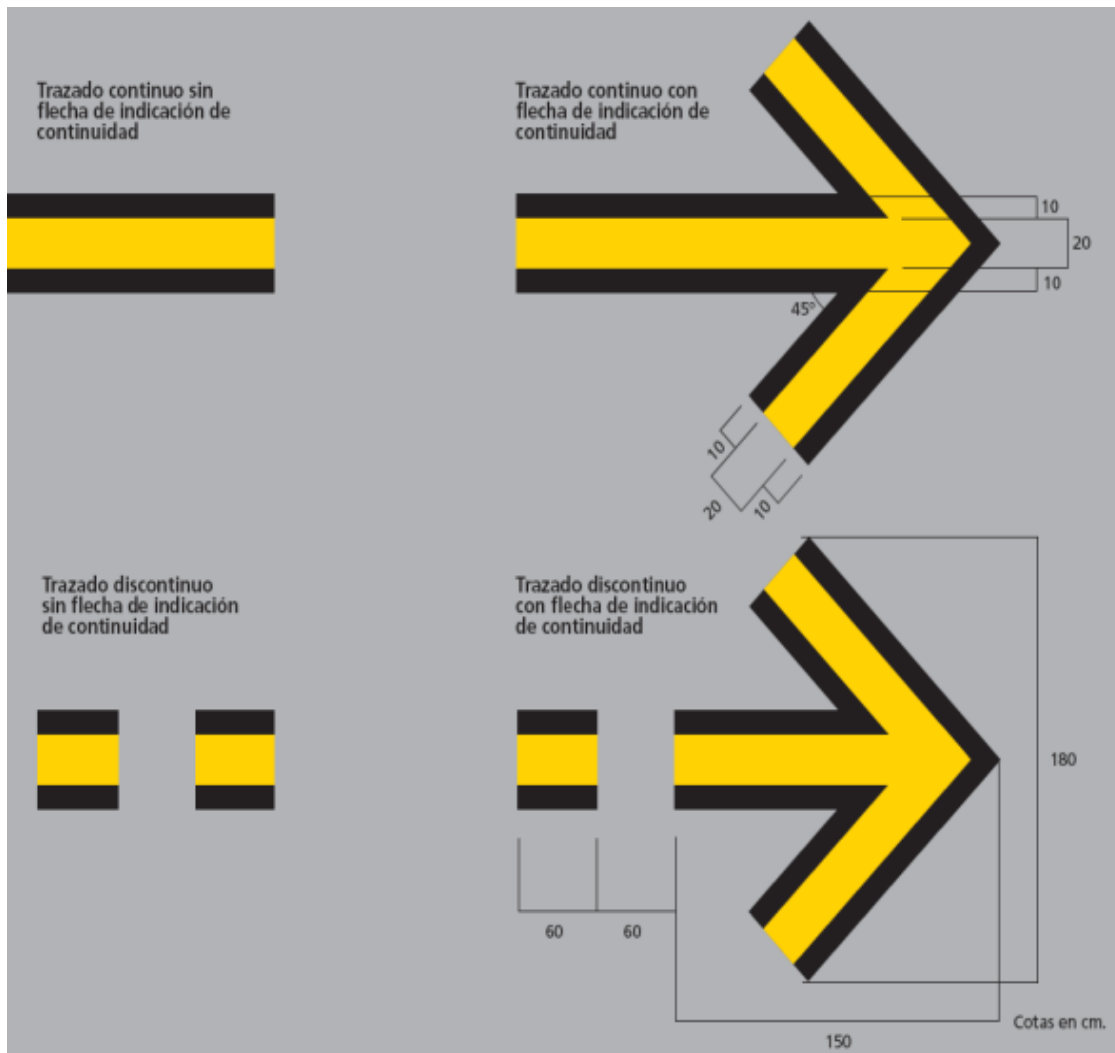 Trazado continuo sin
flecha de indicación de
continuidad
Trazado continuo con
flecha de indicación de
continuidad
10
20
10
45º
10
20
10
Trazado discontinuo
sin flecha de indicación
de continuidad
Trazado discontinuo
con flecha de indicación
de continuidad
180
60
60
Cotas en cm.
150